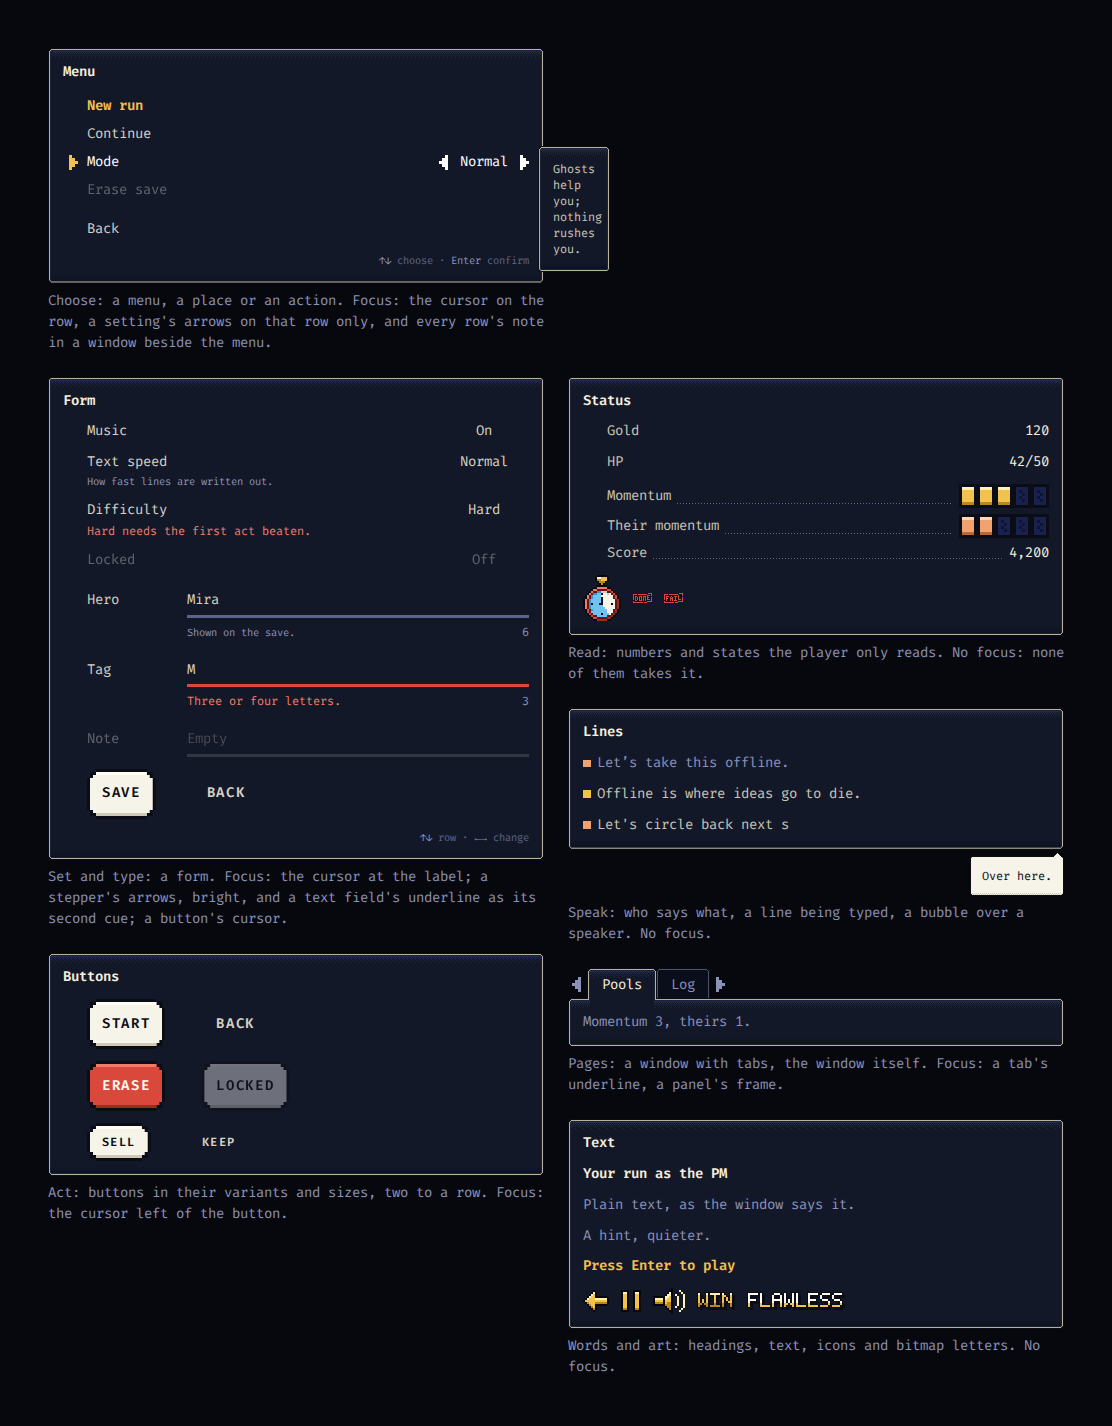 Menu
New run
Continue
Mode Normal
Erase save
Back
↑↓ choose · Enter confirm
Ghosts
help
you;
nothing
rushes
you.
Choose: a menu, a place or an action. Focus: the cursor on the
row, a setting's arrows on that row only, and every row's note
in a window beside the menu.
Form
Music On
Text speed Normal
How fast lines are written out.
Difficulty Hard
Hard needs the first act beaten.
Locked Off
Hero Mira
Shown on the save. 6
Tag M
Three or four letters. 3
Note Empty
SAVE BACK
↑↓ row · ←→ change
Set and type: a form. Focus: the cursor at the label; a
stepper's arrows, bright, and a text field's underline as its
second cue; a button's cursor.
Buttons
START BACK
ERASE LOCKED
SELL KEEP
Act: buttons in their variants and sizes, two to a row. Focus:
the cursor left of the button.
Status
Gold 120
HP 42/50
Momentum
Their momentum
Score 4,200
DONE FAIL
Read: numbers and states the player only reads. No focus: none
of them takes it.
Lines
Let’s take this offline.
Offline is where ideas go to die.
Let's circle back next s
Over here.
Speak: who says what, a line being typed, a bubble over a
speaker. No focus.
Pools Log
Momentum 3, theirs 1.
Pages: a window with tabs, the window itself. Focus: a tab's
underline, a panel's frame.
Text
Your run as the PM
Plain text, as the window says it.
A hint, quieter.
Press Enter to play
WIN FLAWLESS
Words and art: headings, text, icons and bitmap letters. No
focus.